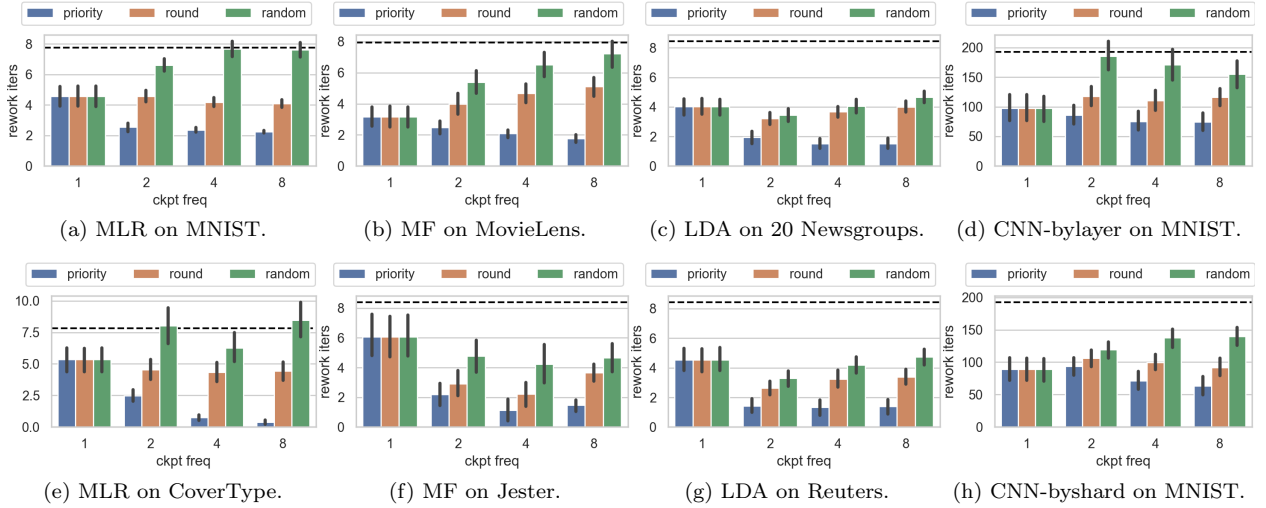 priority round random
rework iters
8
6
4
2
0
1 2 4 8
ckpt freq
(a) MLR on MNIST.
priority round random
rework iters
8
6
4
2
0
1 2 4 8
ckpt freq
(b) MF on MovieLens.
priority round random
rework iters
8
6
4
2
0
1 2 4 8
ckpt freq
(c) LDA on 20 Newsgroups.
priority round random
rework iters
200
150
100
50
0
1 2 4 8
ckpt freq
(d) CNN-bylayer on MNIST.
priority round random
10.0
7.5
5.0
2.5
0.0
1 2 4 8
ckpt freq
(e) MLR on CoverType.
priority round random
rework iters
8
6
4
2
0
1 2 4 8
ckpt freq
(f) MF on Jester.
priority round random
rework iters
8
6
4
2
0
1 2 4 8
ckpt freq
(g) LDA on Reuters.
priority round random
rework iters
200
150
100
50
0
1 2 4 8
ckpt freq
(h) CNN-byshard on MNIST.